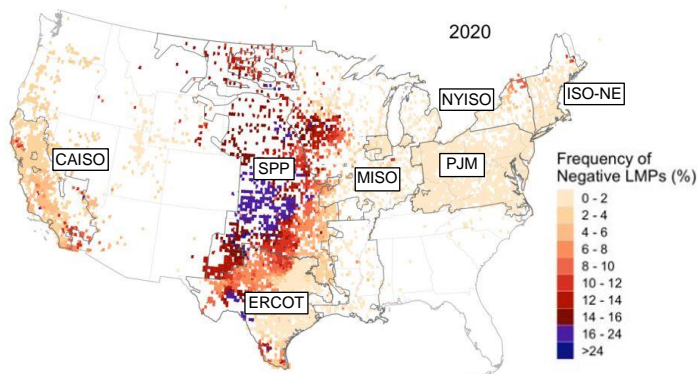 2020
NYISO
ISO-NE
CAISO
SPP
MISO
PJM
ERCOT
Frequency of
Negative LMPs (%)
0 - 2
2 - 4
4 - 6
6 - 8
8 - 10
10 - 12
12 - 14
14 - 16
16 - 24
>24